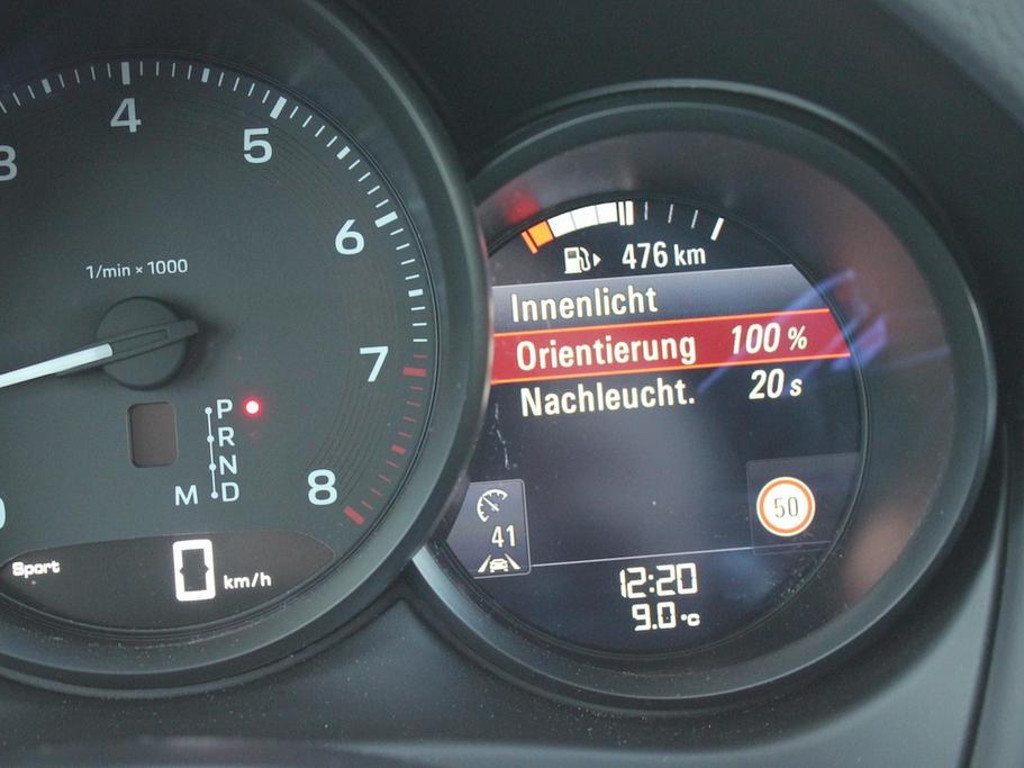 3
4
5
6
7
8
1/min × 1000
P
R
N
M D
Sport
0 km/h
476 km
Innenlicht
Orientierung 100 %
Nachleucht. 20 s
41
50
12:20
9.0 °C